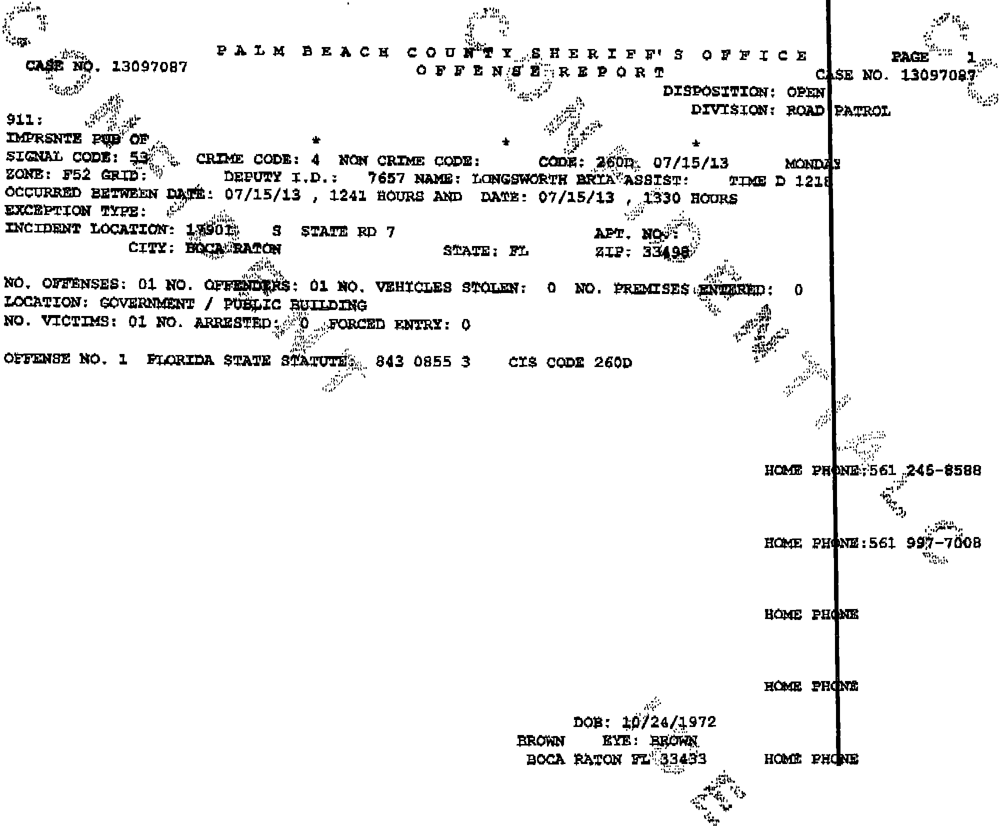 P A L M  B E A C H  C O U N T Y  S H E R I F F' S  O F F I C E PAGE 1
CASE NO. 13097087 O F F E N S E  R E P O R T CASE NO. 13097087
DISPOSITION: OPEN
DIVISION: ROAD PATROL
911:
IMPRSNTE PUB OF * * *
SIGNAL CODE: 53 CRIME CODE: 4 NON CRIME CODE: CODE: 260D 07/15/13 MONDAY
ZONE: F52 GRID: DEPUTY I.D.: 7657 NAME: LONGSWORTH BRIA ASSIST: TIME D 1218
OCCURRED BETWEEN DATE: 07/15/13 , 1241 HOURS AND DATE: 07/15/13 , 1330 HOURS
EXCEPTION TYPE:
INCIDENT LOCATION: S STATE RD 7 APT. NO.:
CITY: BOCA RATON STATE: FL ZIP: 33498
NO. OFFENSES: 01 NO. OFFENDERS: 01 NO. VEHICLES STOLEN: 0 NO. PREMISES ENTERED: 0
LOCATION: GOVERNMENT / PUBLIC BUILDING
NO. VICTIMS: 01 NO. ARRESTED: 0 FORCED ENTRY: 0
OFFENSE NO. 1 FLORIDA STATE STATUTE: 843 0855 3 CIS CODE 260D
HOME PHONE:561 245-8588
HOME PHONE:561 997-7008
HOME PHONE
HOME PHONE
DOB: 10/24/1972
BROWN EYE: BROWN
BOCA RATON FL 33433 HOME PHONE